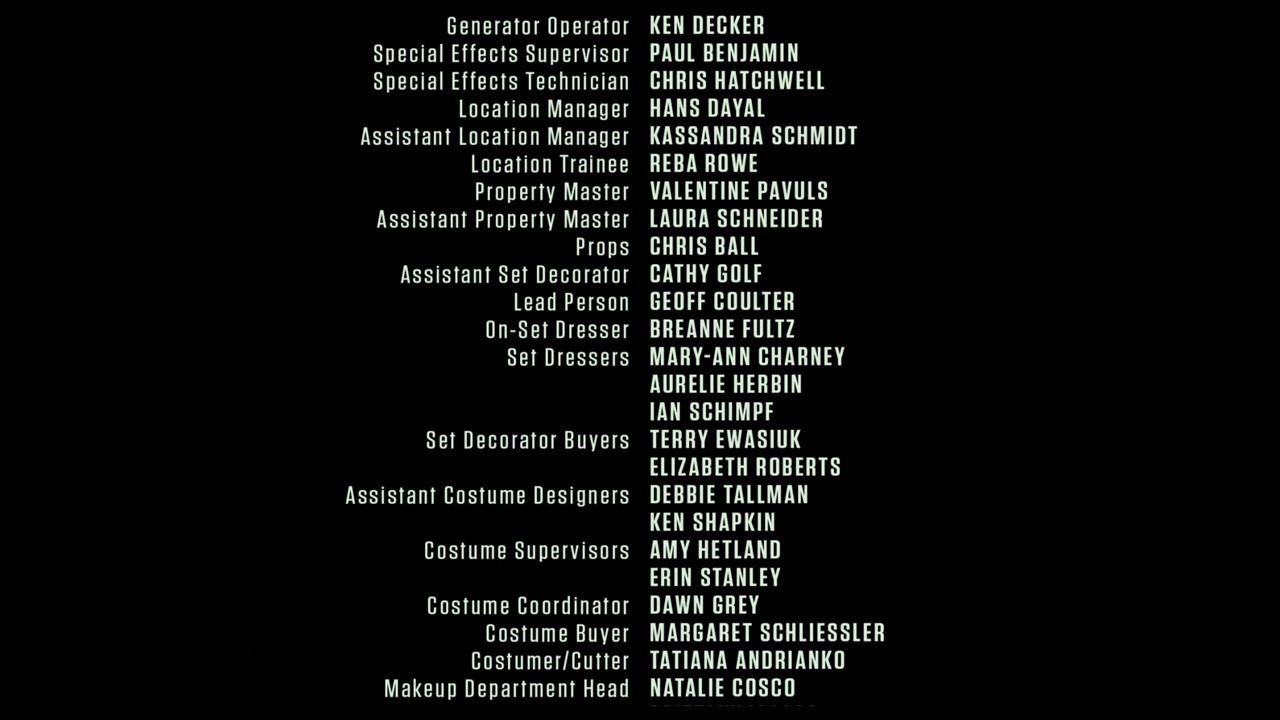 Generator Operator KEN DECKER
Special Effects Supervisor PAUL BENJAMIN
Special Effects Technician CHRIS HATCHWELL
Location Manager HANS DAYAL
Assistant Location Manager KASSANDRA SCHMIDT
Location Trainee REBA ROWE
Property Master VALENTINE PAVULS
Assistant Property Master LAURA SCHNEIDER
Props CHRIS BALL
Assistant Set Decorator CATHY GOLF
Lead Person GEOFF COULTER
On-Set Dresser BREANNE FULTZ
Set Dressers MARY-ANN CHARNEY
AURELIE HERBIN
IAN SCHIMPF
Set Decorator Buyers TERRY EWASIUK
ELIZABETH ROBERTS
Assistant Costume Designers DEBBIE TALLMAN
KEN SHAPKIN
Costume Supervisors AMY HETLAND
ERIN STANLEY
Costume Coordinator DAWN GREY
Costume Buyer MARGARET SCHLIESSLER
Costumer/Cutter TATIANA ANDRIANKO
Makeup Department Head NATALIE COSCO